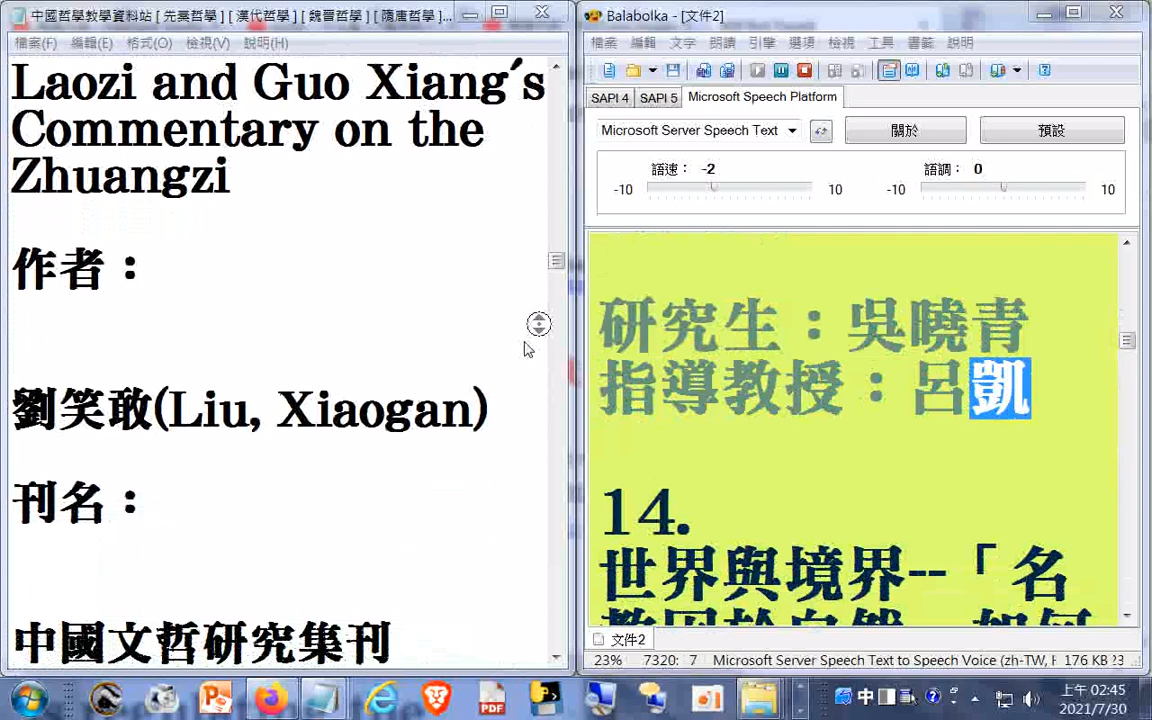 中國哲學教學資料站 [ 先秦哲學 ] [ 漢代哲學 ] [ 魏晉哲學 ] [ 隋唐哲學 ]...
檔案(F) 編輯(E) 格式(O) 檢視(V) 說明(H)
Laozi and Guo Xiang's
Commentary on the
Zhuangzi
作者：
劉笑敢(Liu, Xiaogan)
刊名：
中國文哲研究集刊
Balabolka - [文件2]
檔案 編輯 文字 朗讀 引擎 選項 檢視 工具 書籤 說明
SAPI 4 SAPI 5 Microsoft Speech Platform
Microsoft Server Speech Text 關於 預設
語速： -2 語調： 0
-10 10 -10 10
研究生：吳曉青
指導教授：呂凱
14.
世界與境界--「名
教同於自然」如何
文件2
23% 7320: 7 Microsoft Server Speech Text to Speech Voice (zh-TW, H 176 KB
中 上午 02:45
2021/7/30